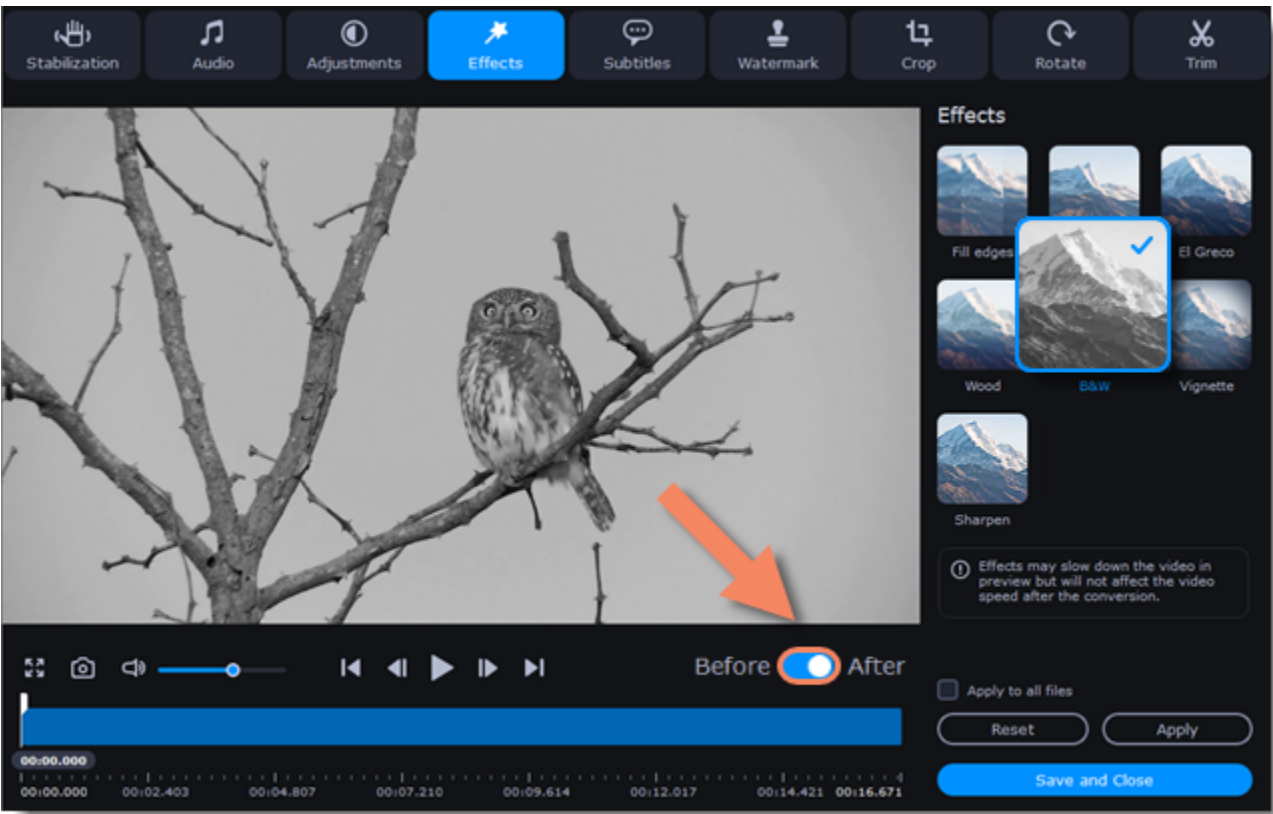 Stabilization
Audio
Adjustments
Effects
Subtitles
Watermark
Crop
Rotate
Trim
Effects
Fill edges
El Greco
Wood
B&W
Vignette
Sharpen
Effects may slow down the video in
preview but will not affect the video
speed after the conversion.
Before
After
Apply to all files
Reset
Apply
Save and Close
00:00.000
00:00.000
00:02.403
00:04.807
00:07.210
00:09.614
00:12.017
00:14.421
00:16.671